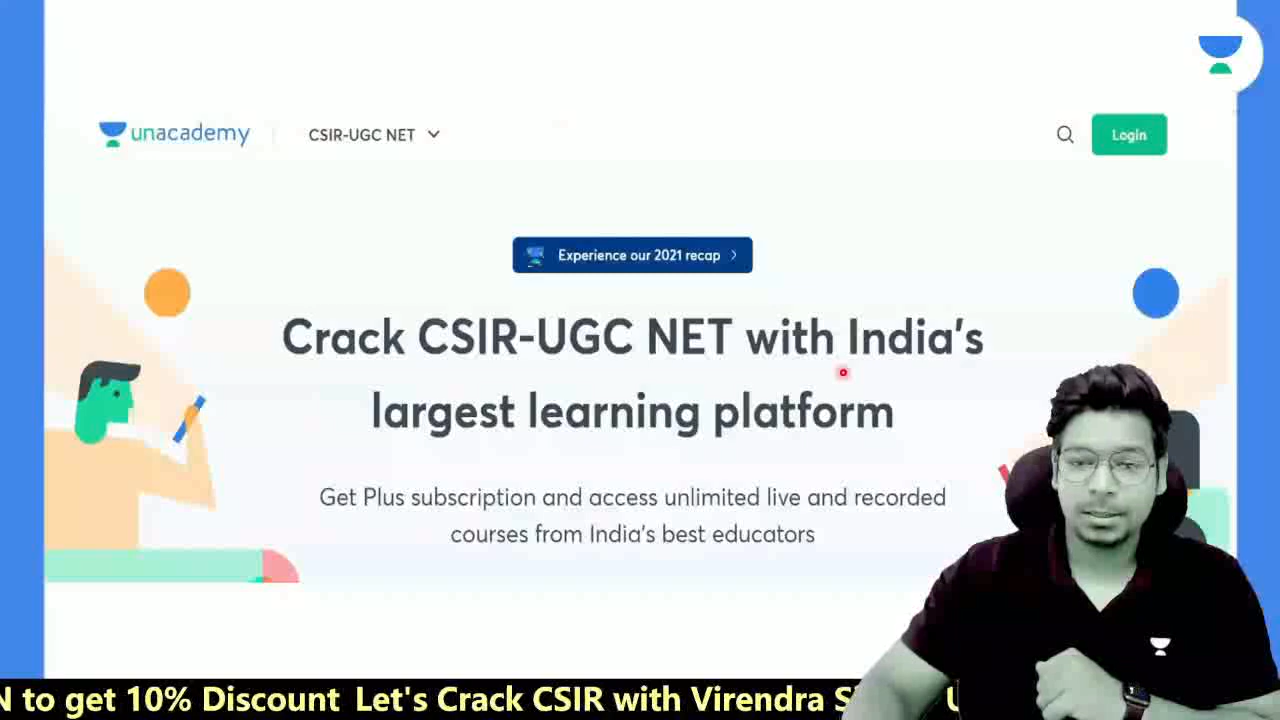 unacademy
CSIR-UGC NET
Login
Experience our 2021 recap
Crack CSIR-UGC NET with India's
largest learning platform
Get Plus subscription and access unlimited live and recorded
courses from India's best educators
N to get 10% Discount Let's Crack CSIR with Virendra